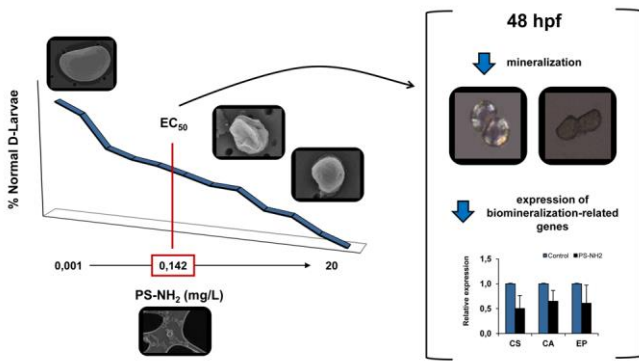 48 hpf
mineralization
EC50
% Normal D-Larvae
0,001
0,142
20
PS-NH2 (mg/L)
expression of
biomineralization-related
genes
Control
PS-NH2
Relative expression
1,5
1,0
0,5
0,0
CS
CA
EP